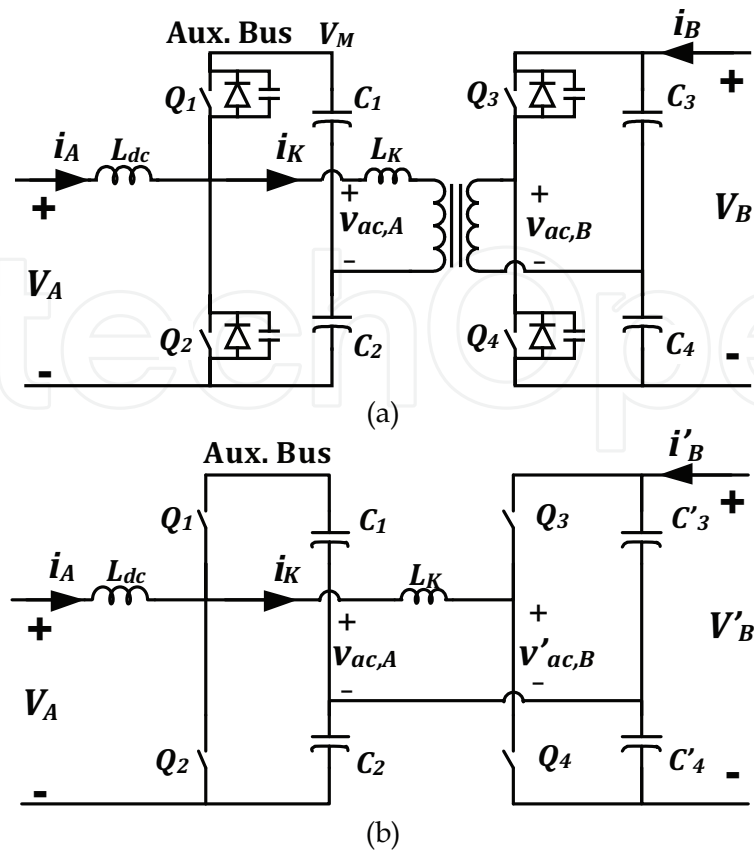 Aux. Bus V_M
i_B
+
Q_1
C_1
Q_3
C_3
i_A
L_dc
i_K
L_K
+
+
+
v_ac,A
v_ac,B
V_B
-
-
V_A
Q_2
C_2
Q_4
C_4
-
-
techOpe
(a)
Aux. Bus
i'_B
+
Q_1
C_1
Q_3
C'_3
i_A
L_dc
i_K
L_K
+
+
+
v_ac,A
v'_ac,B
V'_B
-
-
V_A
Q_2
C_2
Q_4
C'_4
-
-
(b)